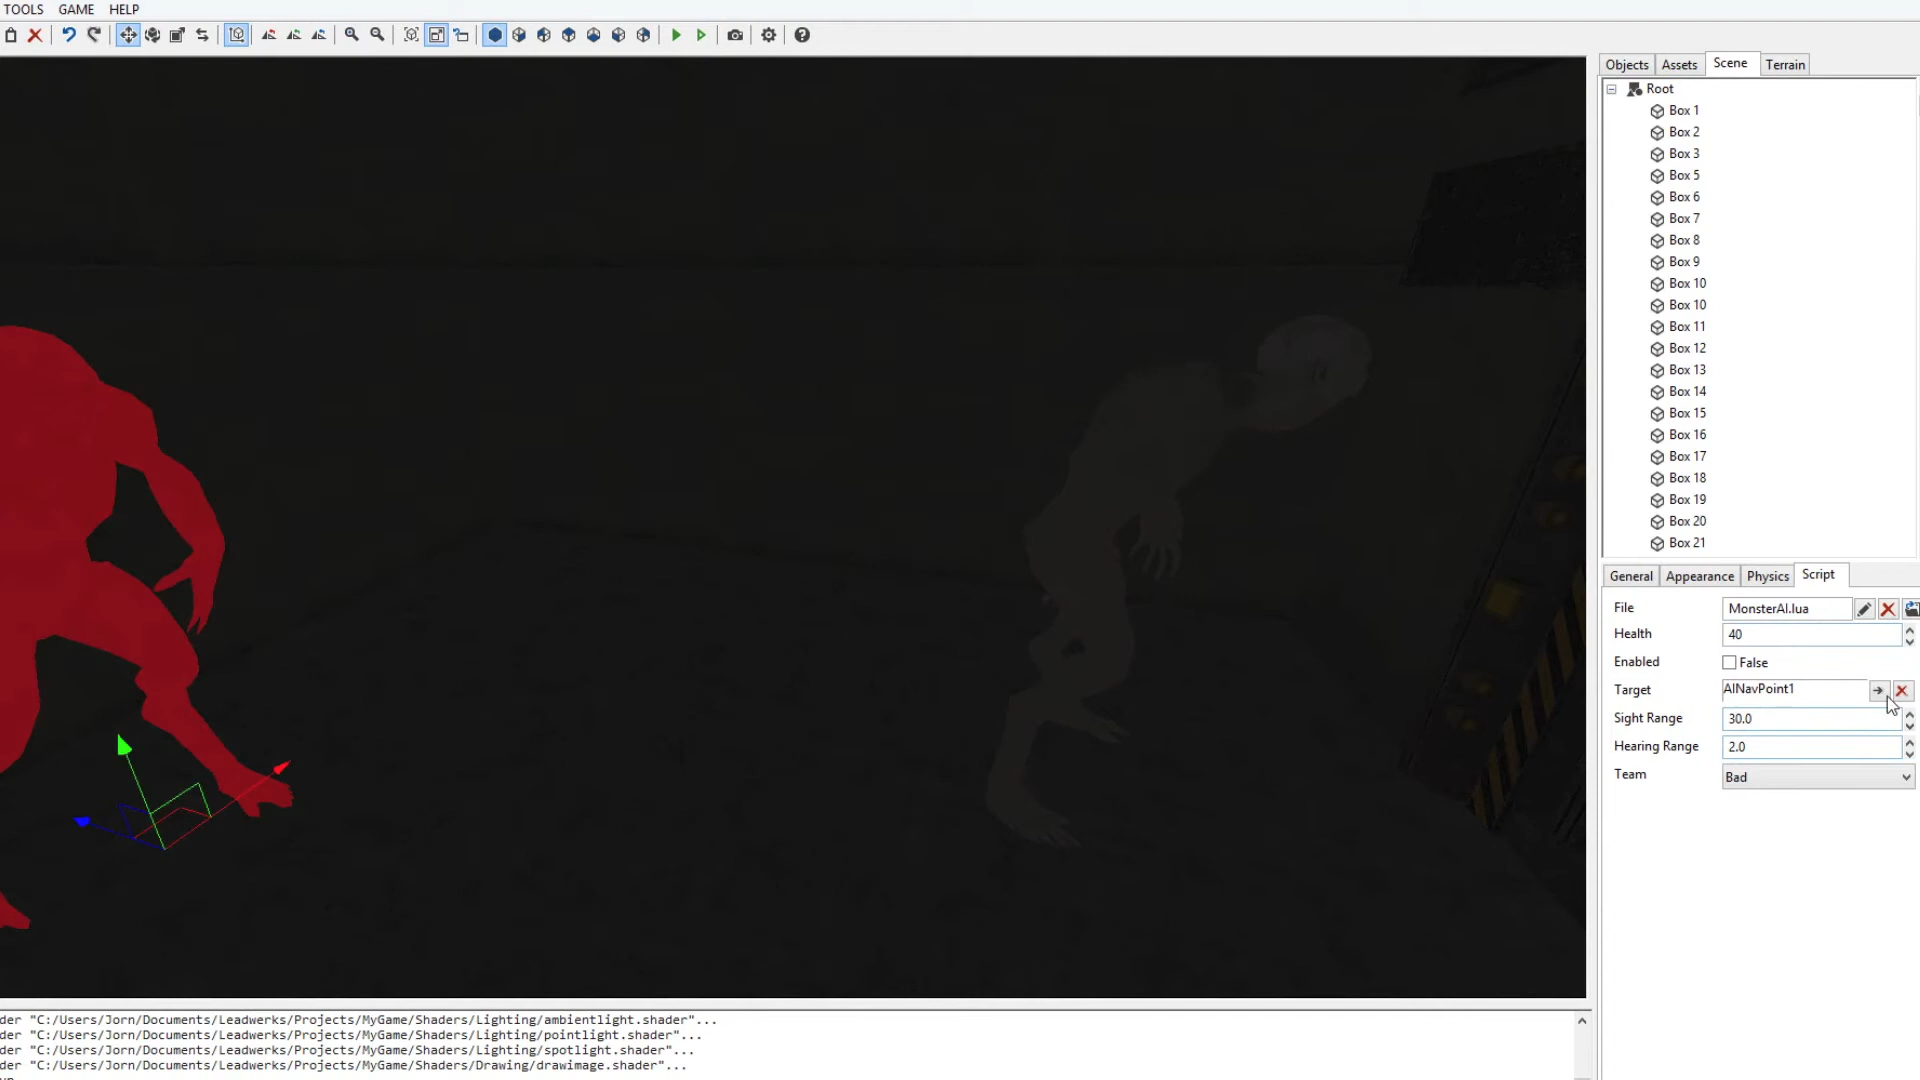 TOOLS GAME HELP
Objects Assets Scene Terrain
Root
Box 1
Box 2
Box 3
Box 5
Box 6
Box 7
Box 8
Box 9
Box 10
Box 10
Box 11
Box 12
Box 13
Box 14
Box 15
Box 16
Box 17
Box 18
Box 19
Box 20
Box 21
General Appearance Physics Script
File MonsterAI.lua
Health 40
Enabled False
Target AINavPoint1
Sight Range 30.0
Hearing Range 2.0
Team Bad
der "C:/Users/Jorn/Documents/Leadwerks/Projects/MyGame/Shaders/Lighting/ambientlight.shader"...
der "C:/Users/Jorn/Documents/Leadwerks/Projects/MyGame/Shaders/Lighting/pointlight.shader"...
der "C:/Users/Jorn/Documents/Leadwerks/Projects/MyGame/Shaders/Lighting/spotlight.shader"...
der "C:/Users/Jorn/Documents/Leadwerks/Projects/MyGame/Shaders/Drawing/drawimage.shader"...